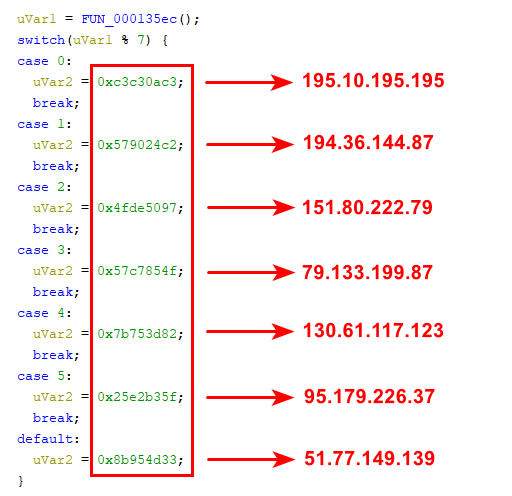 uVar1 = FUN_000135ec();
switch(uVar1 % 7) {
case 0:
uVar2 = 0xc3c30ac3; 195.10.195.195
break;
case 1:
uVar2 = 0x579024c2; 194.36.144.87
break;
case 2:
uVar2 = 0x4fde5097; 151.80.222.79
break;
case 3:
uVar2 = 0x57c7854f; 79.133.199.87
break;
case 4:
uVar2 = 0x7b753d82; 130.61.117.123
break;
case 5:
uVar2 = 0x25e2b35f; 95.179.226.37
break;
default:
uVar2 = 0x8b954d33; 51.77.149.139
}